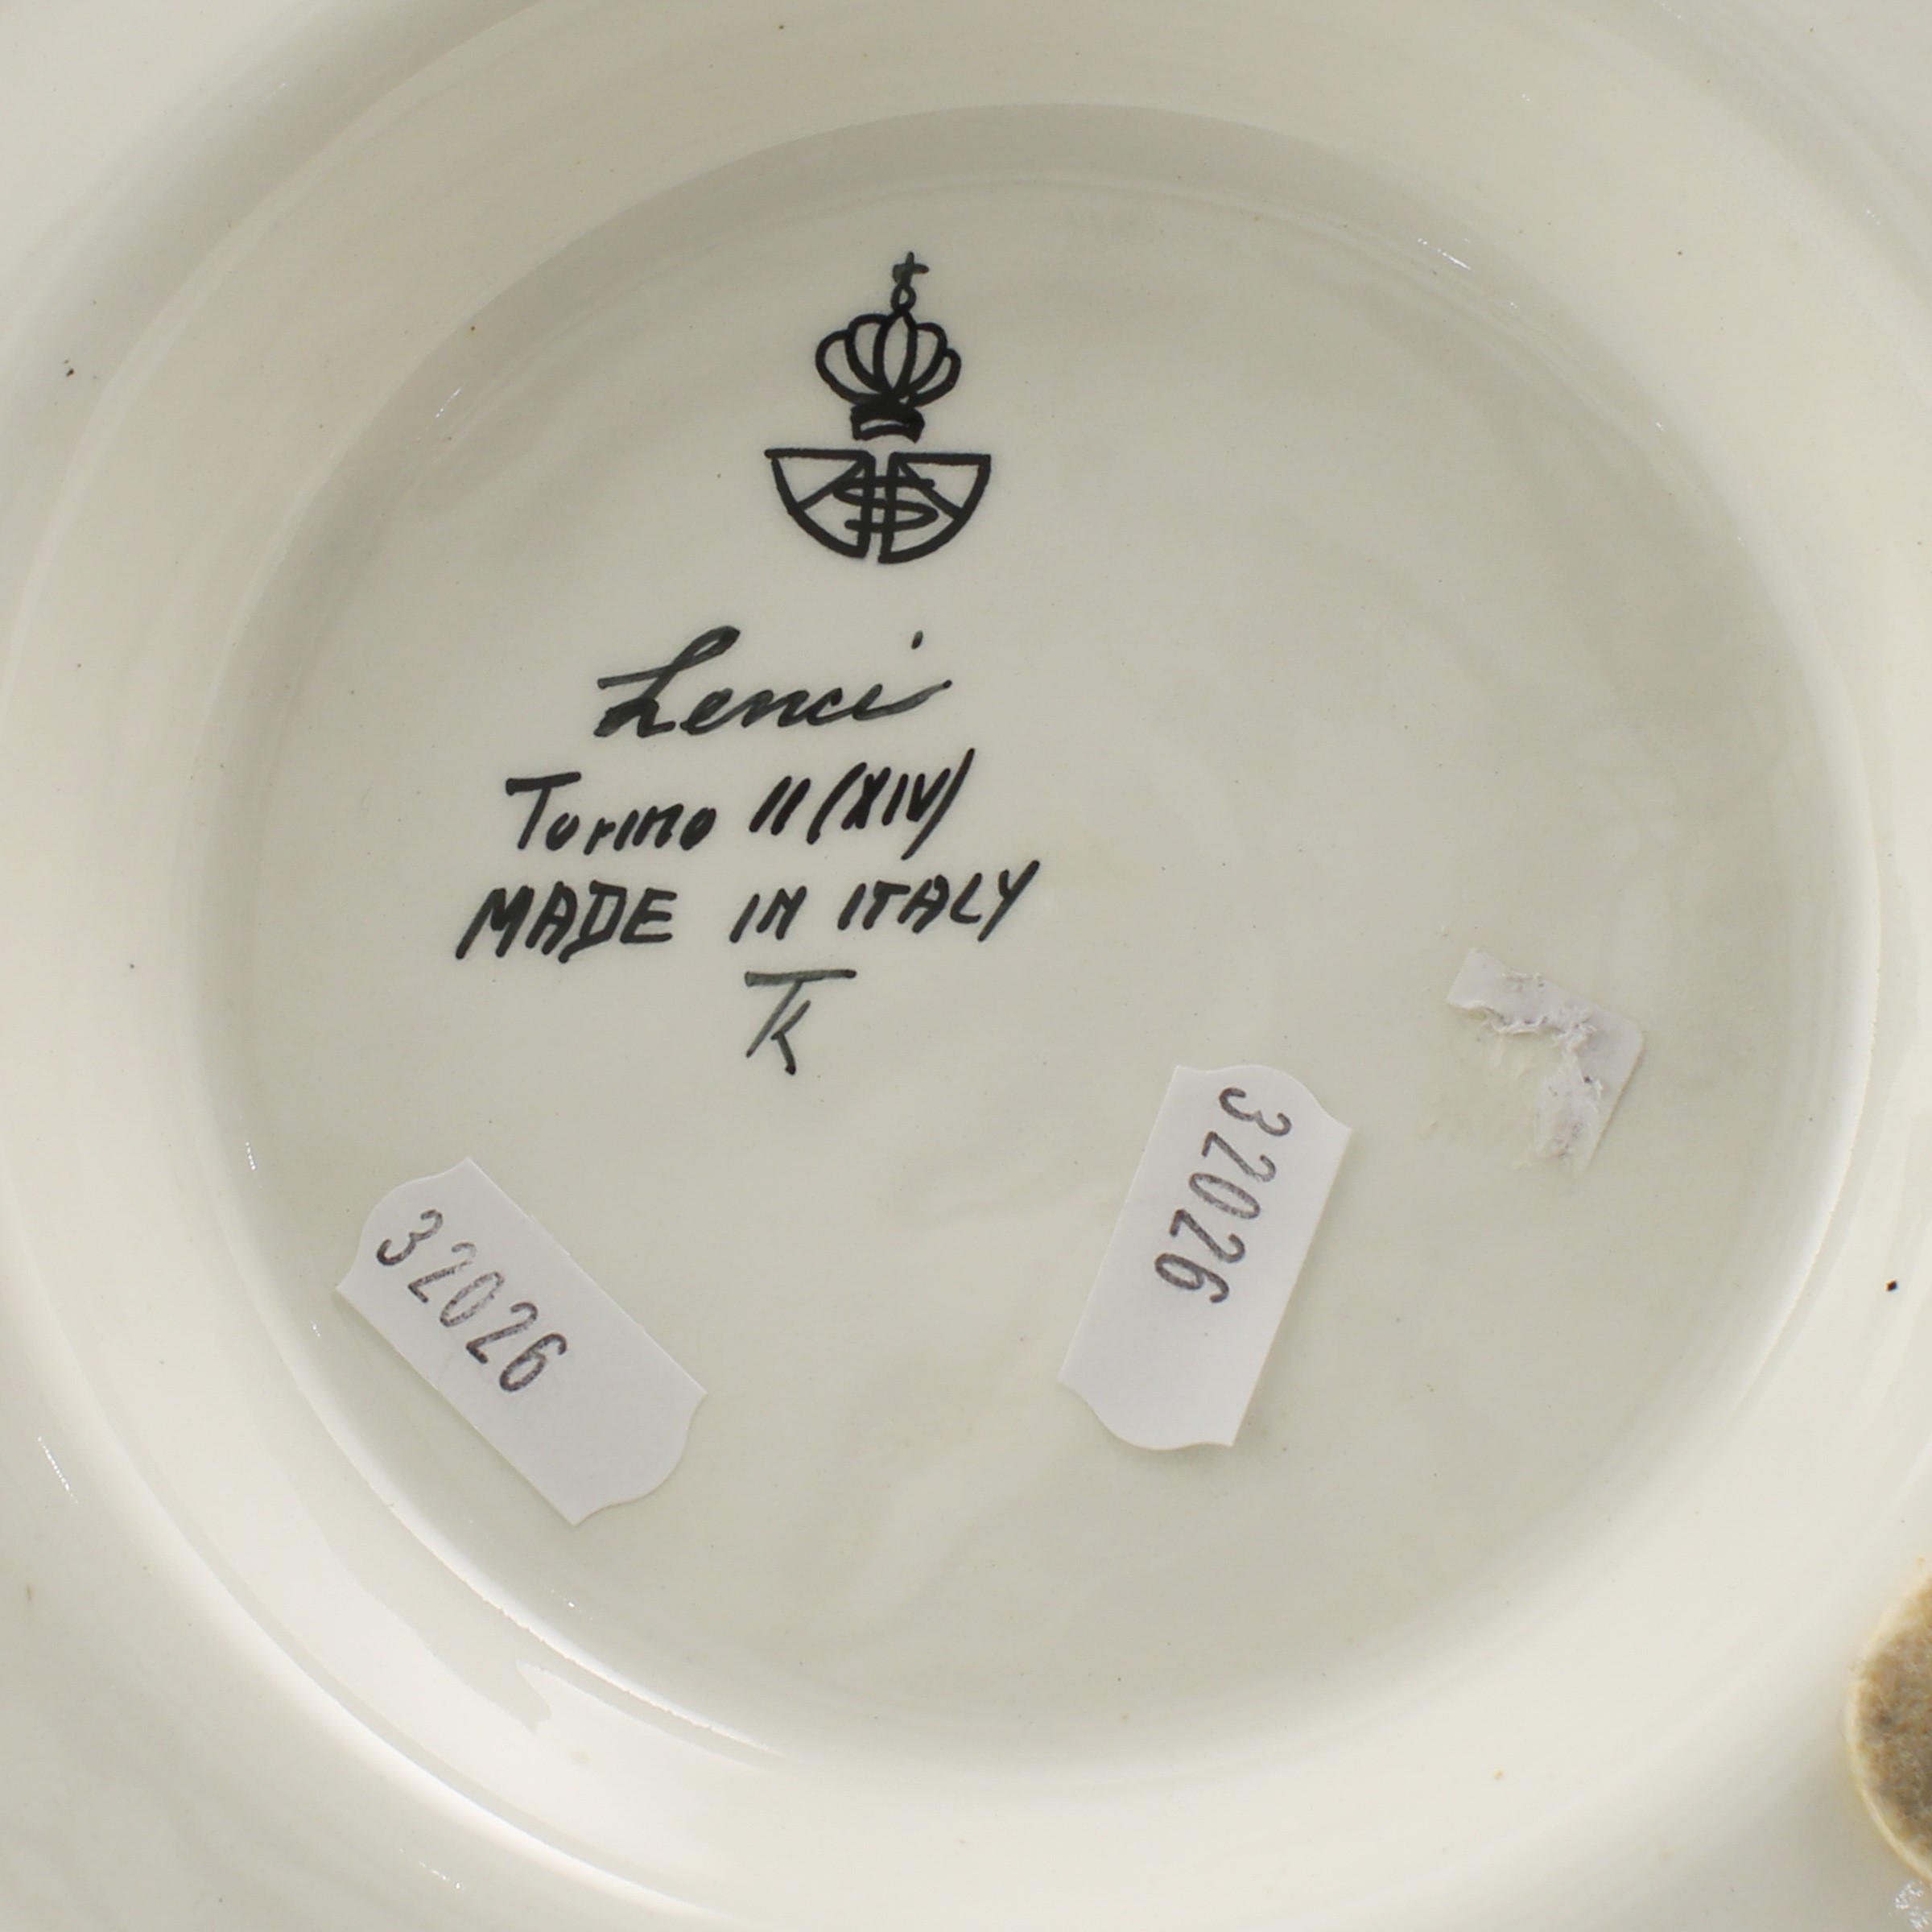 Lenci
Torino 11 (XIV)
MADE IN ITALY
TK
32026
32026